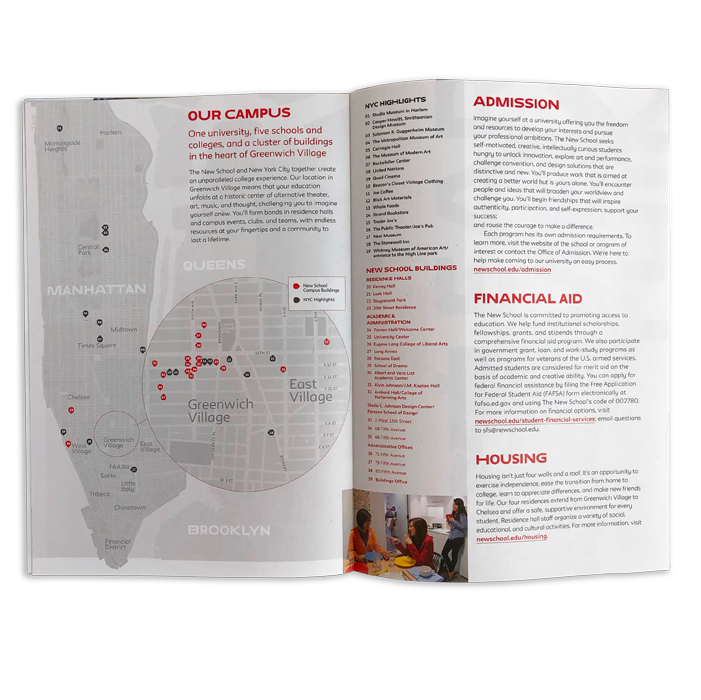 OUR CAMPUS
One university, five schools and
colleges, and a cluster of buildings
in the heart of Greenwich Village
The New School and New York City together create
an unparalleled college experience. Our location in
Greenwich Village means that your education
unfolds at a historic center of alternative theater,
art, music, and thought, challenging you to imagine
yourself anew. You'll form bonds in residence halls
and campus events, clubs, and teams, with endless
resources at your fingertips and a community to
last a lifetime.
Harlem
Morningside
Heights
Central
Park
QUEENS
MANHATTAN
New School
Campus Buildings
NYC Highlights
Midtown
Times Square
14TH ST
Chelsea
Greenwich
Village
East
Village
West
Village
Greenwich
Village
East
Village
NoLita
SoHo
Little
Italy
Tribeca
Chinatown
Financial
District
BROOKLYN
NYC HIGHLIGHTS
01 Studio Museum in Harlem
02 Cooper Hewitt, Smithsonian
Design Museum
03 Solomon R. Guggenheim Museum
04 The Metropolitan Museum of Art
05 Carnegie Hall
06 The Museum of Modern Art
07 Rockefeller Center
08 United Nations
09 Quad Cinema
10 Beacon's Closet Vintage Clothing
11 Joe Coffee
12 Blick Art Materials
13 Whole Foods
14 Strand Bookstore
15 Trader Joe's
16 The Public Theater/Joe's Pub
17 New Museum
18 The Stonewall Inn
19 Whitney Museum of American Art/
entrance to the High Line park
NEW SCHOOL BUILDINGS
RESIDENCE HALLS
20 Kerrey Hall
21 Loeb Hall
22 Stuyvesant Park
23 20th Street Residence
ACADEMIC &
ADMINISTRATION
24 Fanton Hall/Welcome Center
25 University Center
26 Eugene Lang College of Liberal Arts
27 Lang Annex
28 Parsons East
29 School of Drama
30 Albert and Vera List
Academic Center
31 Alvin Johnson/J.M. Kaplan Hall
32 Arnhold Hall/College of
Performing Arts
Sheila C. Johnson Design Center/
Parsons School of Design
33 2 West 13th Street
34 68 Fifth Avenue
35 66 Fifth Avenue
Administrative Offices
36 71 Fifth Avenue
37 79 Fifth Avenue
38 80 Fifth Avenue
39 Buildings Office
ADMISSION
Imagine yourself at a university offering you the freedom
and resources to develop your interests and pursue
your professional ambitions. The New School seeks
self-motivated, creative, intellectually curious students
hungry to unlock innovation, explore art and performance,
challenge convention, and design solutions that are
distinctive and new. You'll produce work that is aimed at
creating a better world but is yours alone. You'll encounter
people and ideas that will broaden your worldview and
challenge you. You'll begin friendships that will inspire
authenticity, participation, and self-expression; support your
success;
and route the course to make a difference.
Each program has its own admission requirements. To
learn more, visit the website of the school or program of
interest or contact the Office of Admission. We're here to
help make coming to our university an easy process.
newschool.edu/admission
FINANCIAL AID
The New School is committed to promoting access to
education. We help fund institutional scholarships,
fellowships, grants, and stipends through a
comprehensive financial aid program. We also participate
in government grant, loan, and work-study programs as
well as programs for veterans of the U.S. armed services.
Admitted students are considered for merit aid on the
basis of academic and creative ability. You can apply for
federal financial assistance by filing the Free Application
for Federal Student Aid (FAFSA) form electronically at
fafsa.ed.gov and using The New School's code of 002780.
For more information on financial options, visit
newschool.edu/student-financial-services; email questions
to sfs@newschool.edu.
HOUSING
Housing isn't just four walls and a roof. It's an opportunity to
exercise independence, ease the transition from home to
college, learn to appreciate differences, and make new friends
for life. Our four residences extend from Greenwich Village to
Chelsea and offer a safe, supportive environment for every
student. Residence hall staff organize a variety of social,
educational, and cultural activities. For more information, visit
newschool.edu/housing.